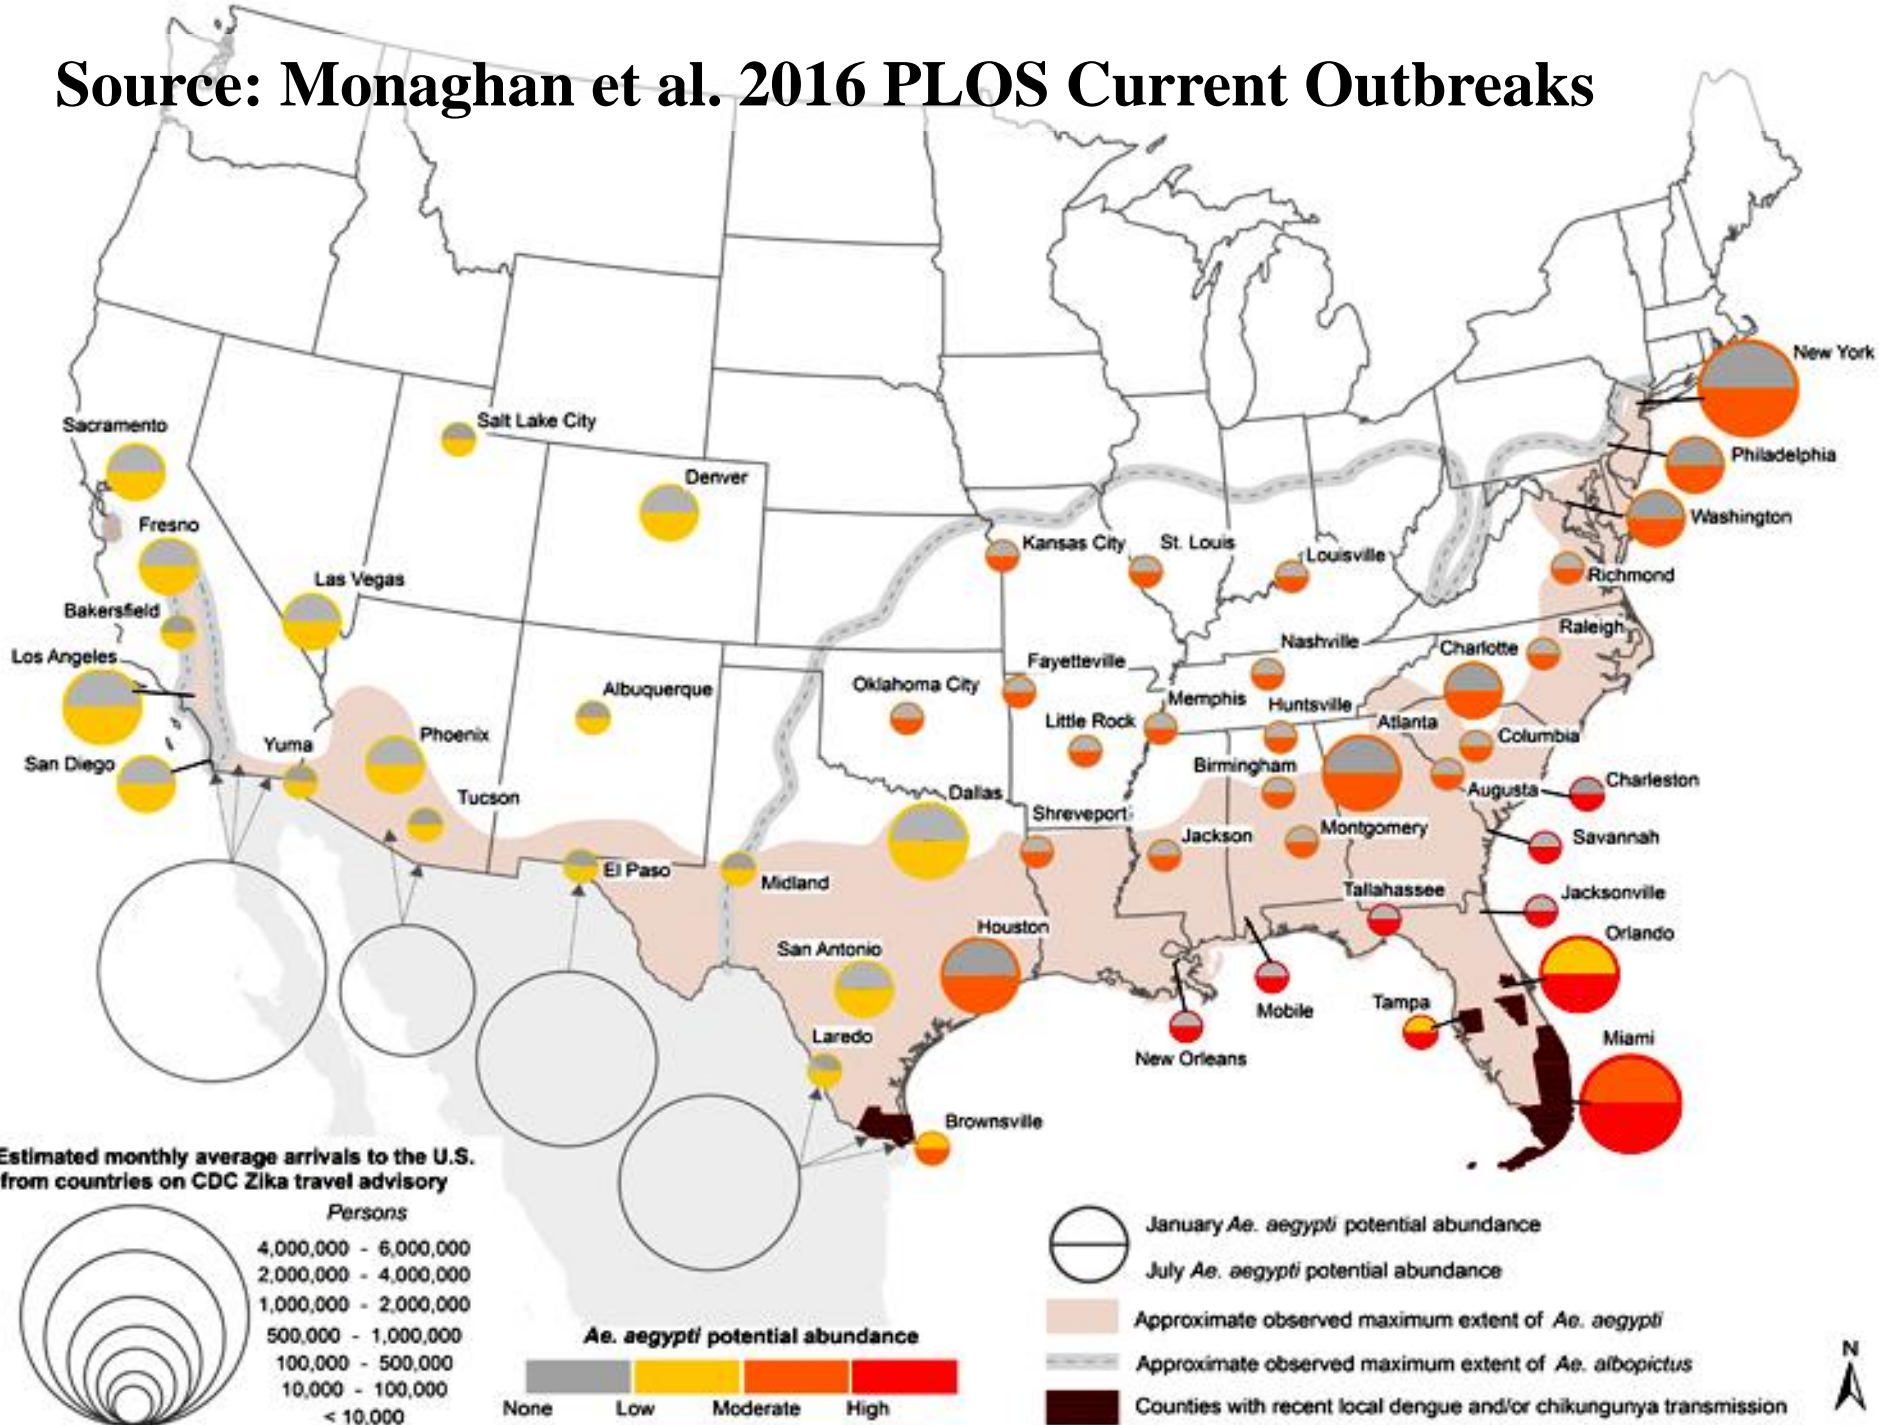 Source: Monaghan et al. 2016 PLOS Current Outbreaks
New York
Sacramento
Salt Lake City
Philadelphia
Denver
Washington
Fresno
Kansas City
St. Louis
Louisville
Las Vegas
Richmond
Bakersfield
Raleigh
Nashville
Charlotte
Los Angeles
Fayetteville
Albuquerque
Oklahoma City
Memphis
Huntsville
Little Rock
Atlanta
Phoenix
Columbia
Yuma
San Diego
Birmingham
Charleston
Augusta
Tucson
Dallas
Shreveport
Montgomery
Jackson
Savannah
El Paso
Midland
Tallahassee
Jacksonville
Houston
Orlando
San Antonio
Tampa
Mobile
Laredo
Miami
New Orleans
Brownsville
Estimated monthly average arrivals to the U.S.
from countries on CDC Zika travel advisory
Persons
4,000,000 - 6,000,000
2,000,000 - 4,000,000
1,000,000 - 2,000,000
500,000 - 1,000,000
100,000 - 500,000
10,000 - 100,000
< 10,000
Ae. aegypti potential abundance
None Low Moderate High
January Ae. aegypti potential abundance
July Ae. aegypti potential abundance
Approximate observed maximum extent of Ae. aegypti
Approximate observed maximum extent of Ae. albopictus
Counties with recent local dengue and/or chikungunya transmission
N